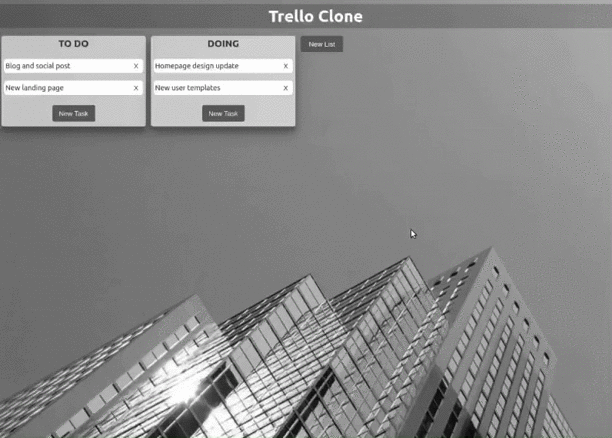 Trello Clone
TO DO
Blog and social post X
New landing page X
New Task
DOING
Homepage design update X
New user templates X
New Task
New List